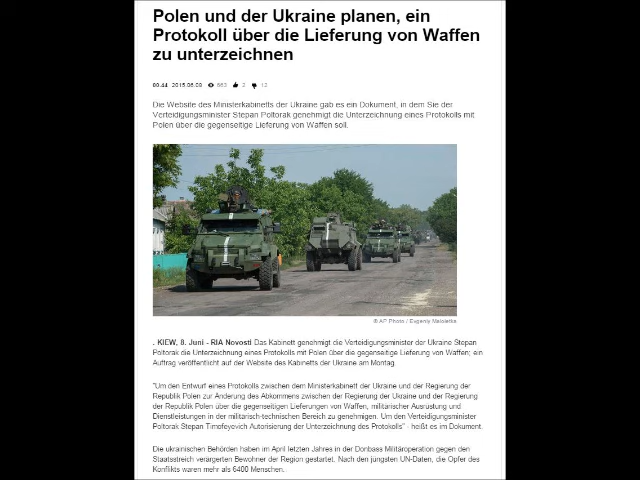 Polen und der Ukraine planen, ein
Protokoll über die Lieferung von Waffen
zu unterzeichnen
09:44 2015.06.09 2 12
Die Website des Ministerkabinetts der Ukraine gab es ein Dokument, in dem Sie der
Verteidigungsminister Stepan Poltorak genehmigt die Unterzeichnung eines Protokolls mit
Polen über die gegenseitige Lieferung von Waffen soll.
© AP Photo / Evgeniy Maloletka
. KIEW, 8. Juni - RIA Novosti Das Kabinett genehmigt die Verteidigungsminister der Ukraine Stepan
Poltorak die Unterzeichnung eines Protokolls mit Polen über die gegenseitige Lieferung von Waffen; ein
Auftrag veröffentlicht auf der Website des Kabinetts der Ukraine am Montag.
"Um den Entwurf eines Protokolls zwischen dem Ministerkabinett der Ukraine und der Regierung der
Republik Polen zur Änderung des Abkommens zwischen der Regierung der Ukraine und der Regierung
der Republik Polen über die gegenseitigen Lieferungen von Waffen, militärischer Ausrüstung und
Dienstleistungen in der militärisch-technischen Bereich zu genehmigen. Um den Verteidigungsminister
Poltorak Stepan Timofeyevich Autorisierung der Unterzeichnung des Protokolls" - heißt es im Dokument.
Die ukrainischen Behörden haben im April letzten Jahres in der Donbass Militäroperation gegen den
Staatsstreich verärgerten Bewohner der Region gestartet. Nach den jüngsten UN-Daten, die Opfer des
Konflikts waren mehr als 6400 Menschen.